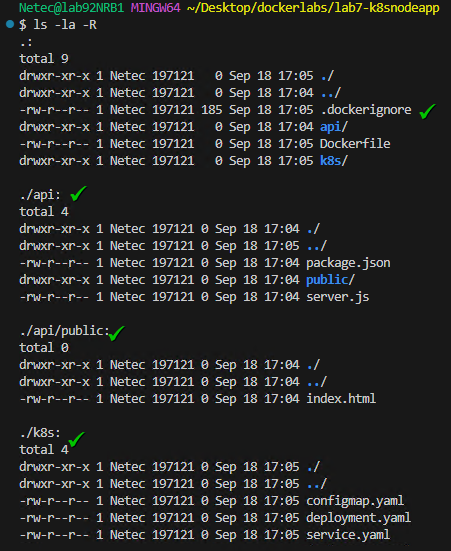 Netec@lab92NRB1 MINGW64 ~/Desktop/dockerlabs/lab7-k8snodeapp
$ ls -la -R
.:
total 9
drwxr-xr-x 1 Netec 197121   0 Sep 18 17:05 ./
drwxr-xr-x 1 Netec 197121   0 Sep 18 17:04 ../
-rw-r--r-- 1 Netec 197121 185 Sep 18 17:05 .dockerignore
drwxr-xr-x 1 Netec 197121   0 Sep 18 17:04 api/
-rw-r--r-- 1 Netec 197121   0 Sep 18 17:05 Dockerfile
drwxr-xr-x 1 Netec 197121   0 Sep 18 17:05 k8s/

./api:
total 4
drwxr-xr-x 1 Netec 197121 0 Sep 18 17:04 ./
drwxr-xr-x 1 Netec 197121 0 Sep 18 17:05 ../
-rw-r--r-- 1 Netec 197121 0 Sep 18 17:04 package.json
drwxr-xr-x 1 Netec 197121 0 Sep 18 17:04 public/
-rw-r--r-- 1 Netec 197121 0 Sep 18 17:04 server.js

./api/public:
total 0
drwxr-xr-x 1 Netec 197121 0 Sep 18 17:04 ./
drwxr-xr-x 1 Netec 197121 0 Sep 18 17:04 ../
-rw-r--r-- 1 Netec 197121 0 Sep 18 17:04 index.html

./k8s:
total 4
drwxr-xr-x 1 Netec 197121 0 Sep 18 17:05 ./
drwxr-xr-x 1 Netec 197121 0 Sep 18 17:05 ../
-rw-r--r-- 1 Netec 197121 0 Sep 18 17:05 configmap.yaml
-rw-r--r-- 1 Netec 197121 0 Sep 18 17:05 deployment.yaml
-rw-r--r-- 1 Netec 197121 0 Sep 18 17:05 service.yaml